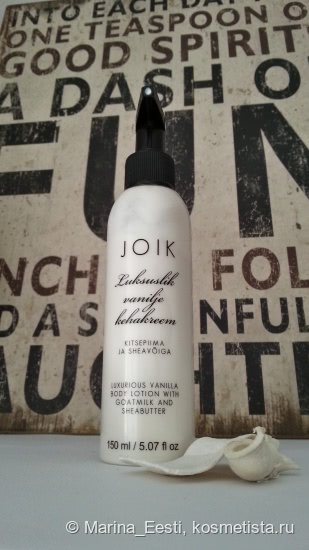 INTO EACH DAY
ONE TEASPOON O
GOOD SPIRIT
A DASH O
FUN
NCH FOL
D A S NFUL
AUGHT
JOIK
Luksuslik
vanilje
kehakreem
KITSEPIIMA
JA SHEAVÕIGA
LUXURIOUS VANILLA
BODY LOTION WITH
GOATMILK AND
SHEABUTTER
150 ml / 5.07 fl oz
© Marina_Eesti, kosmetista.ru